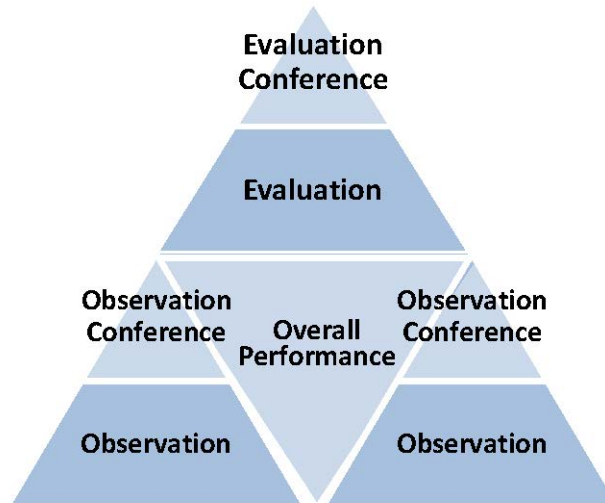 Evaluation
Conference
Evaluation
Observation
Conference
Overall
Performance
Observation
Conference
Observation
Observation